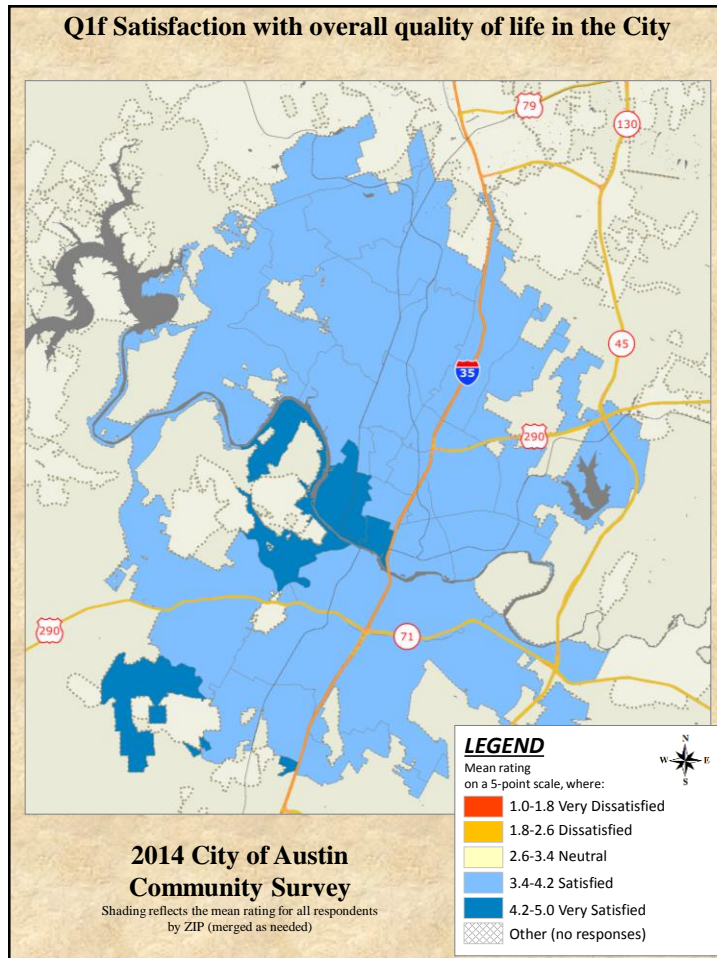 Q1f Satisfaction with overall quality of life in the City
79
130
45
35
290
290
71
LEGEND
Mean rating
on a 5-point scale, where:
N
W
E
S
1.0-1.8 Very Dissatisfied
1.8-2.6 Dissatisfied
2.6-3.4 Neutral
3.4-4.2 Satisfied
4.2-5.0 Very Satisfied
Other (no responses)
2014 City of Austin
Community Survey
Shading reflects the mean rating for all respondents
by ZIP (merged as needed)